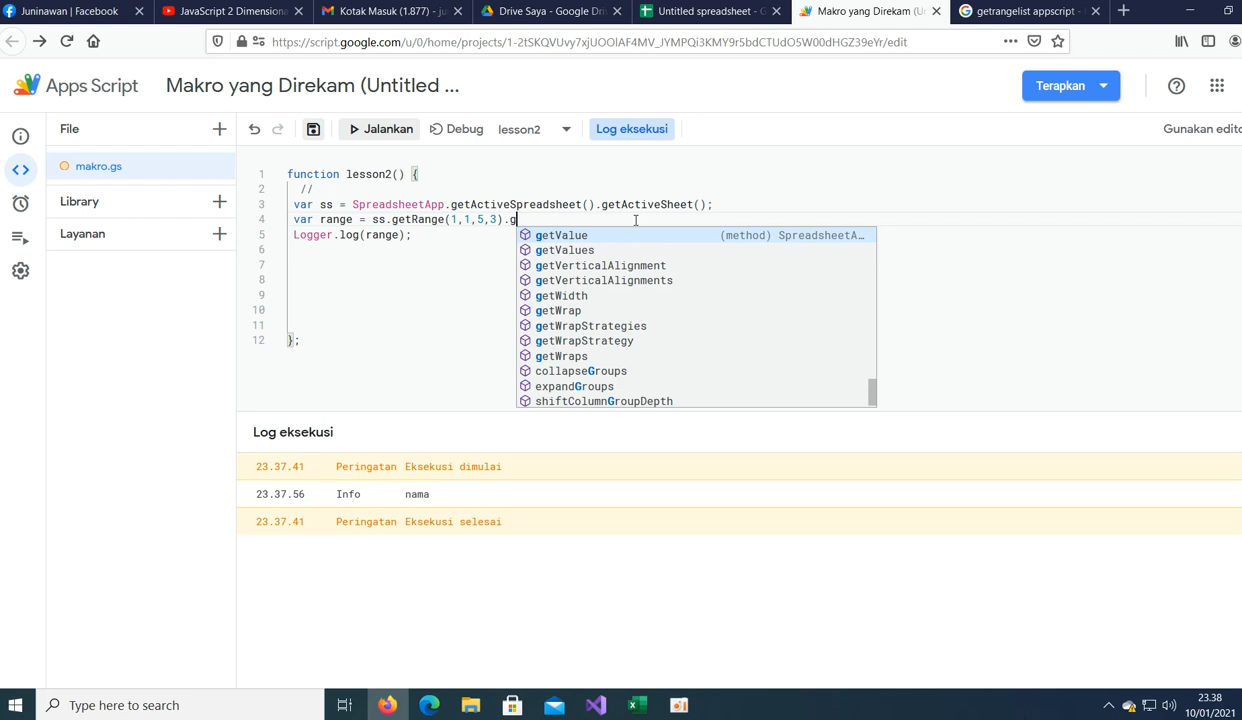 Juninawan | Facebook
JavaScript 2 Dimensiona
Kotak Masuk (1.877) - ju
Drive Saya - Google Dri
Untitled spreadsheet - G
Makro yang Direkam (Un
getrangelist appscript -
https://script.google.com/u/0/home/projects/1-2tSKQVUvy7xjUOOlAF4MV_JYMPQi3KMY9r5bdCTUdO5W00dHGZ39eYr/edit
Apps Script
Makro yang Direkam (Untitled ...
Terapkan
File
Jalankan
Debug
lesson2
Log eksekusi
Gunakan edito
makro.gs
Library
Layanan
1 function lesson2() {
2 //
3 var ss = SpreadsheetApp.getActiveSpreadsheet().getActiveSheet();
4 var range = ss.getRange(1,1,5,3).g
5 Logger.log(range);
6
7
8
9
10
11
12 };
getValue (method) SpreadsheetA…
getValues
getVerticalAlignment
getVerticalAlignments
getWidth
getWrap
getWrapStrategies
getWrapStrategy
getWraps
collapseGroups
expandGroups
shiftColumnGroupDepth
Log eksekusi
23.37.41 Peringatan Eksekusi dimulai
23.37.56 Info nama
23.37.41 Peringatan Eksekusi selesai
Type here to search
23.38
10/01/2021